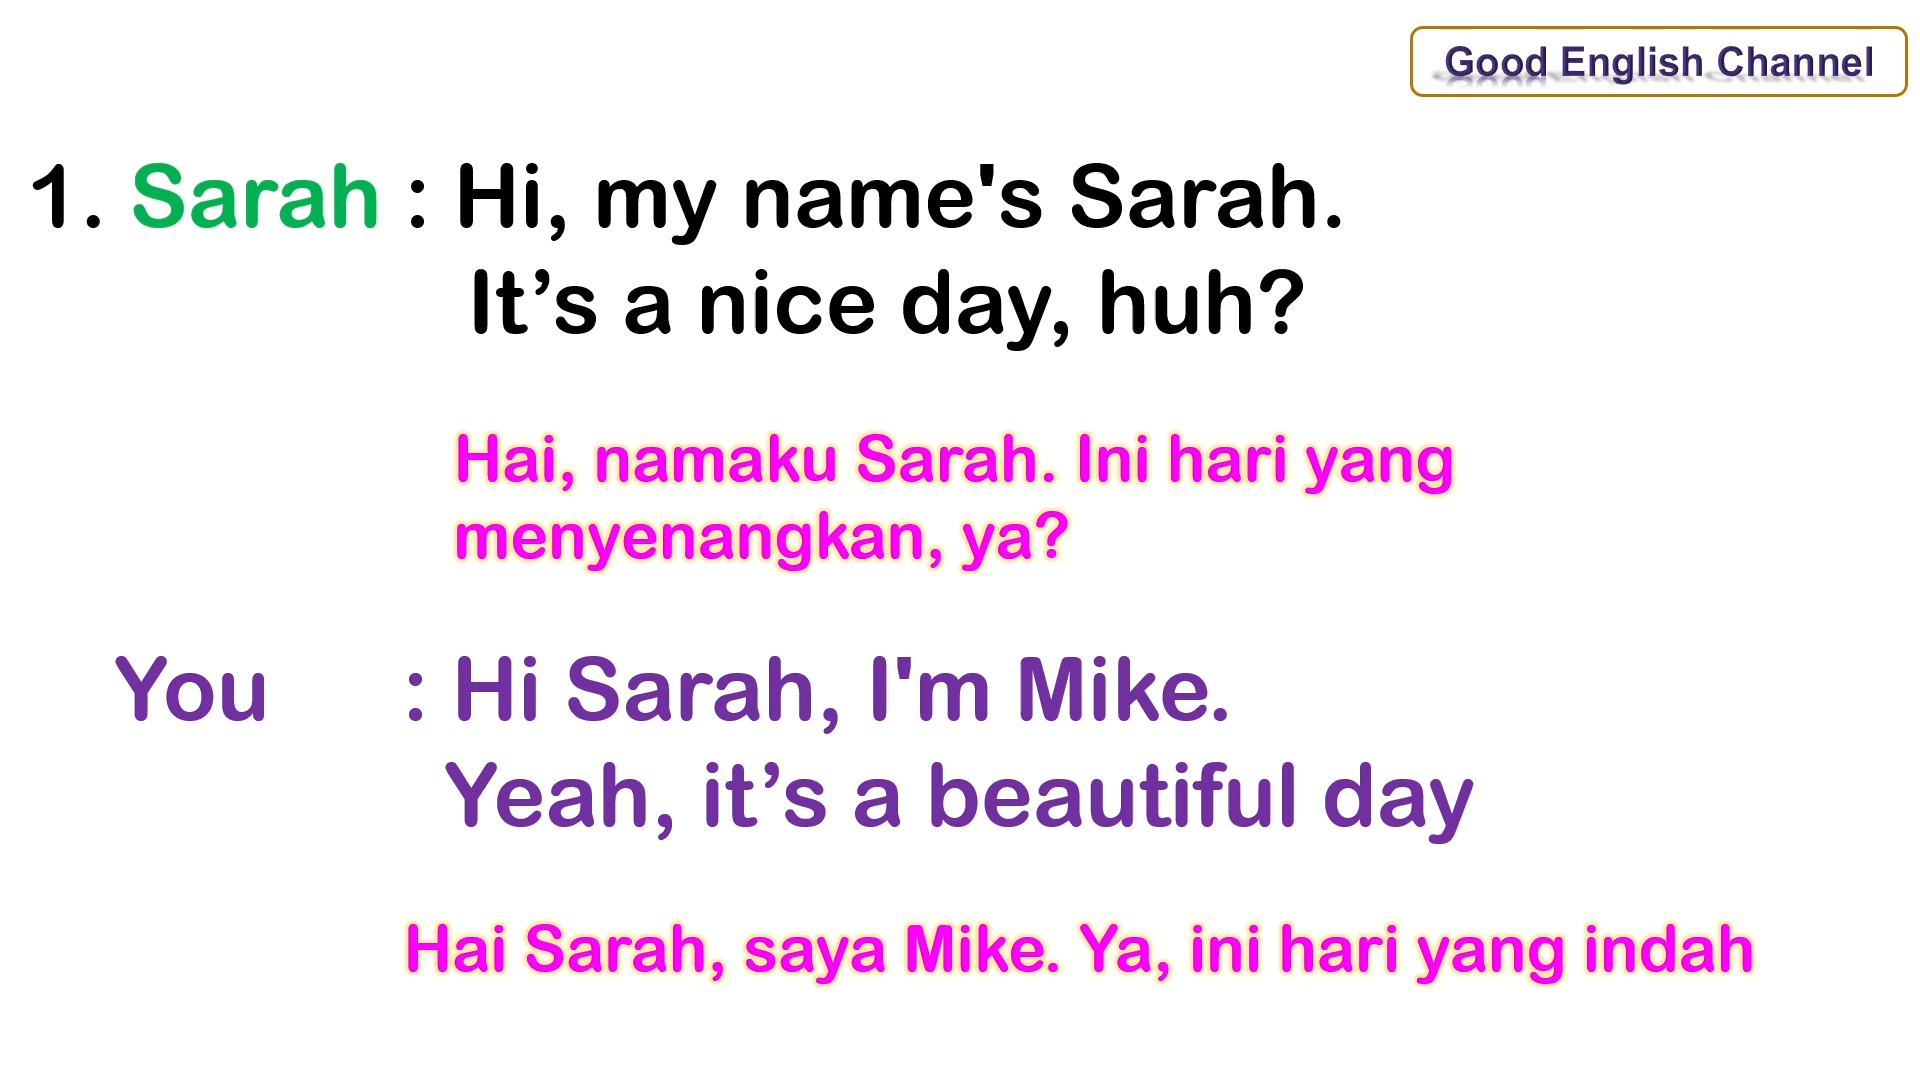 Good English Channel
1. Sarah : Hi, my name's Sarah.
It’s a nice day, huh?
Hai, namaku Sarah. Ini hari yang
menyenangkan, ya?
You : Hi Sarah, I'm Mike.
Yeah, it’s a beautiful day
Hai Sarah, saya Mike. Ya, ini hari yang indah